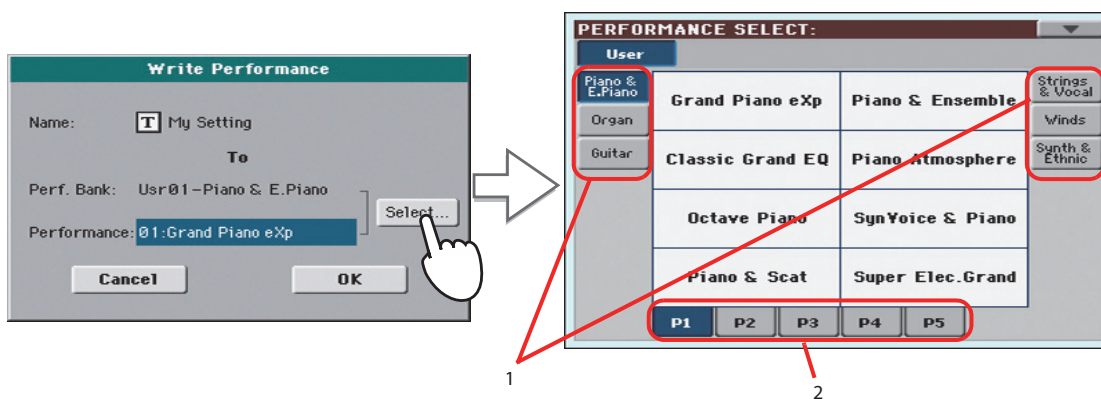 Write Performance
Name: T My Setting
To
Perf. Bank: Usr01-Piano & E.Piano
Performance: 01:Grand Piano eXp
Select...
Cancel OK
PERFORMANCE SELECT:
User
Piano & E.Piano
Organ
Guitar
Grand Piano eXp Piano & Ensemble
Classic Grand EQ Piano Atmosphere
Octave Piano SynVoice & Piano
Piano & Scat Super Elec.Grand
Strings & Vocal
Winds
Synth & Ethnic
P1 P2 P3 P4 P5
1
2